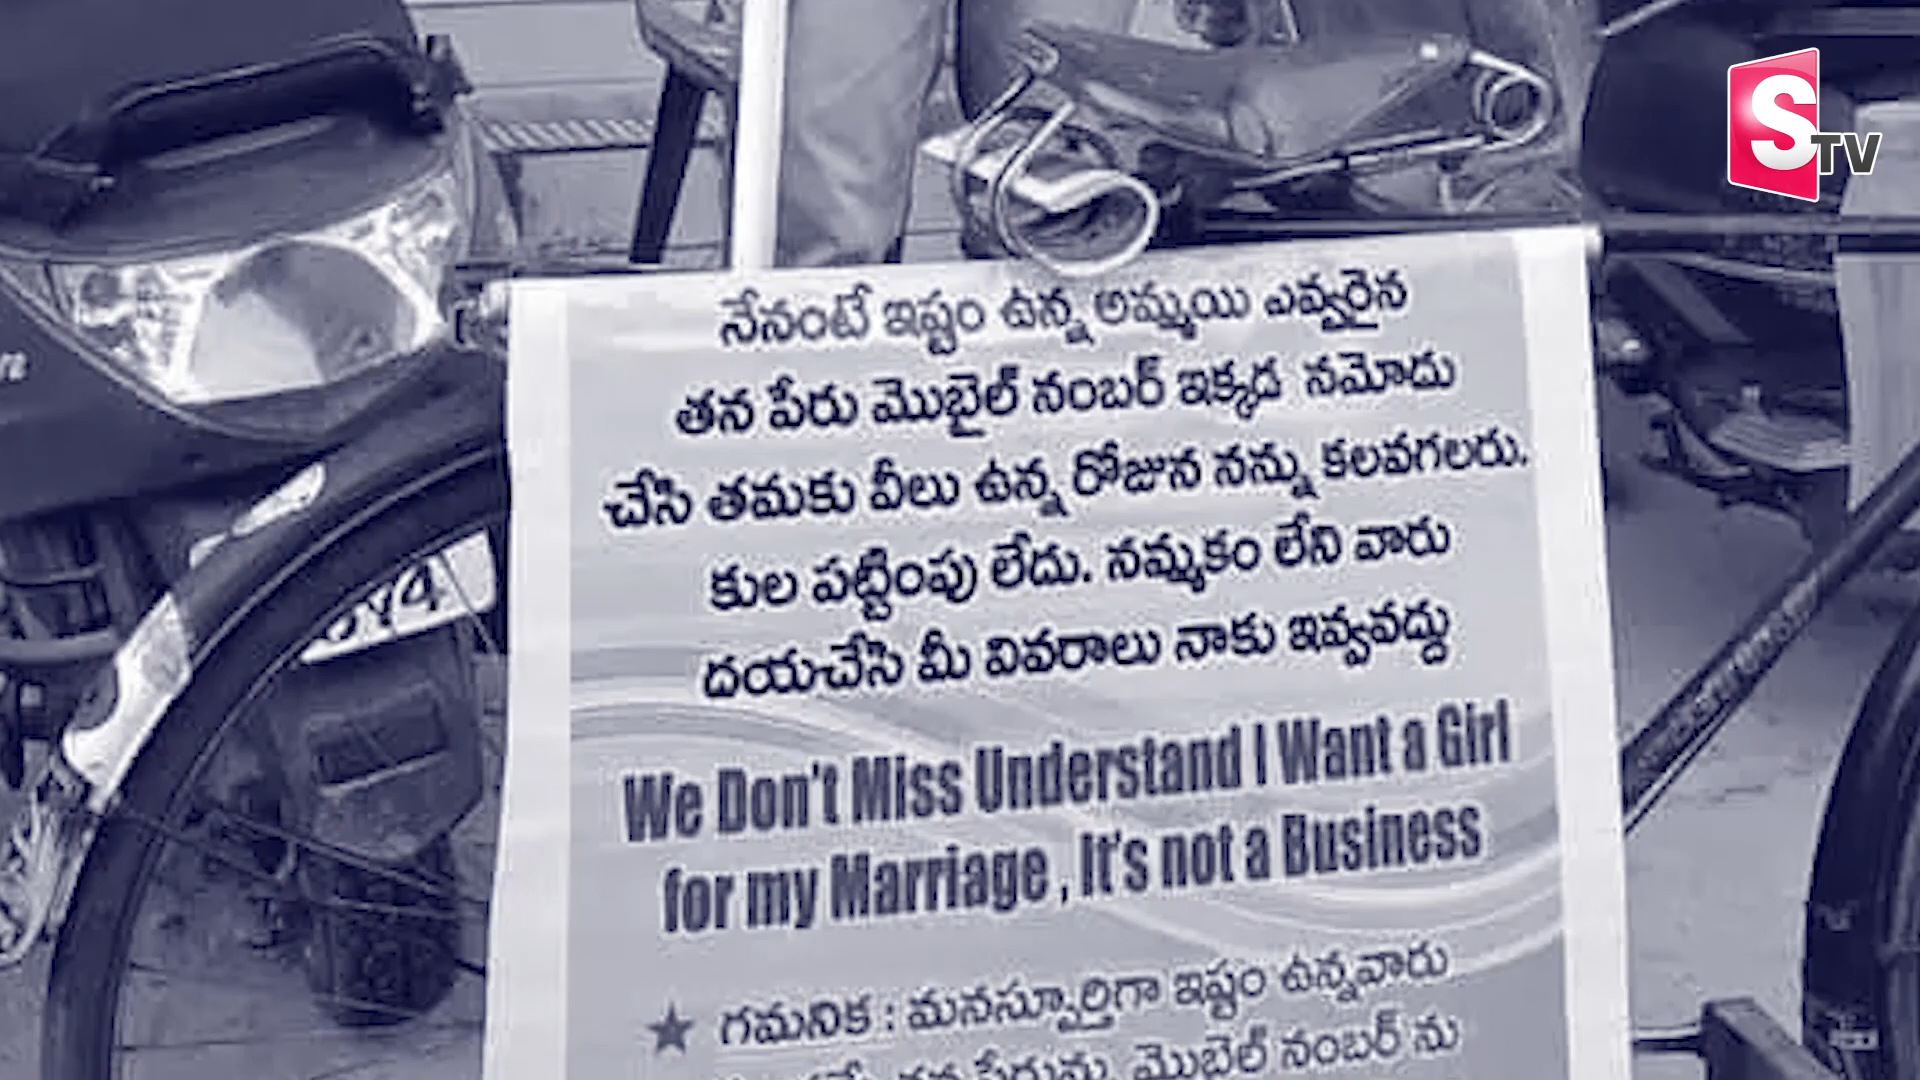 STV
నేనంటే ఇష్టం ఉన్న అమ్మయి ఎవ్వరైన
తన పేరు మొబైల్ నంబర్ ఇక్కడ నమోదు
చేసి తమకు వీలు ఉన్న రోజున నన్ను కలవగలరు.
కుల పట్టింపు లేదు. నమ్మకం లేని వారు
దయచేసి మీ వివరాలు నాకు ఇవ్వవద్దు
We Don't Miss Understand I Want a Girl
for my Marriage , It's not a Business
★ గమనిక : మనస్పూర్తిగా ఇష్టం ఉన్నవారు
తన పేరును, మొబైల్ నంబర్ ను